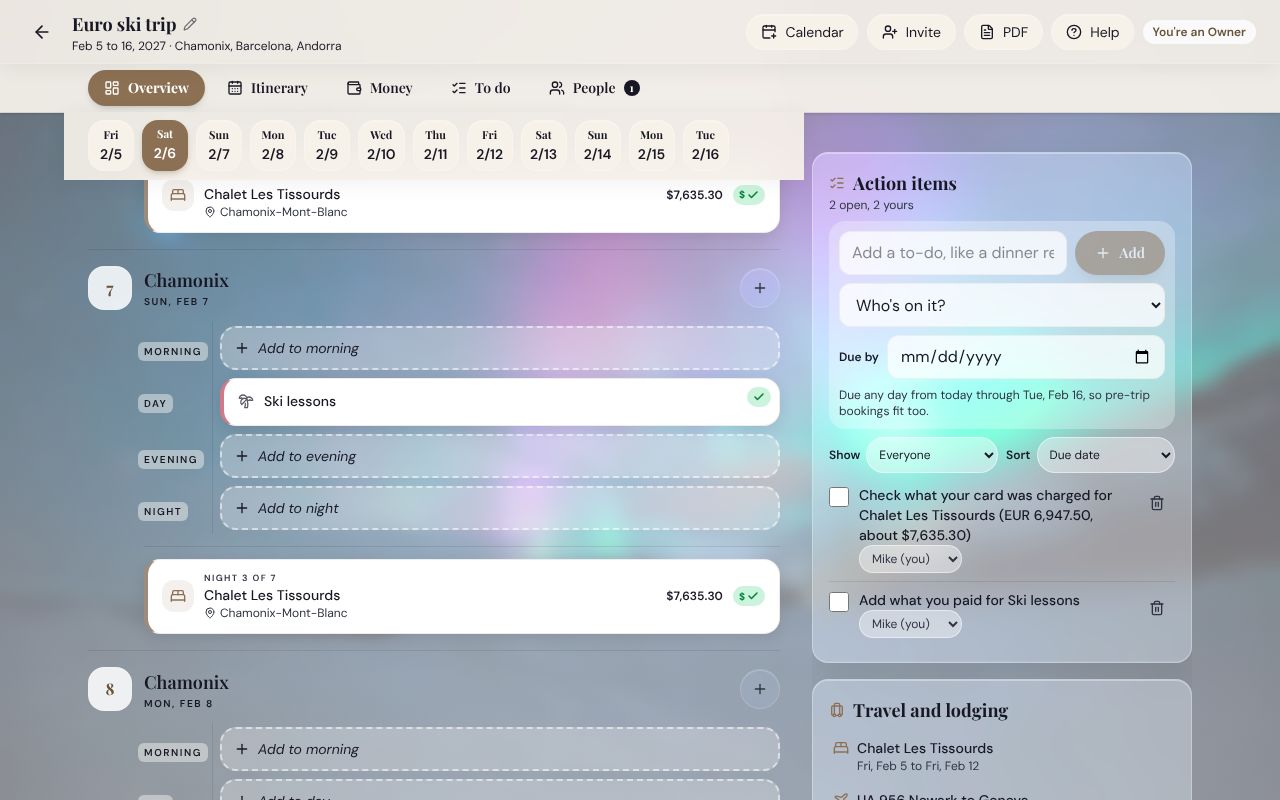 Euro ski trip
Feb 5 to 16, 2027 · Chamonix, Barcelona, Andorra
Calendar
Invite
PDF
Help
You're an Owner
Overview
Itinerary
Money
To do
People 1
Fri 2/5
Sat 2/6
Sun 2/7
Mon 2/8
Tue 2/9
Wed 2/10
Thu 2/11
Fri 2/12
Sat 2/13
Sun 2/14
Mon 2/15
Tue 2/16
Chalet Les Tissourds
$7,635.30
$
Chamonix-Mont-Blanc
7
Chamonix
SUN, FEB 7
MORNING
Add to morning
DAY
Ski lessons
EVENING
Add to evening
NIGHT
Add to night
NIGHT 3 OF 7
Chalet Les Tissourds
$7,635.30
$
Chamonix-Mont-Blanc
8
Chamonix
MON, FEB 8
MORNING
Add to morning
Add to day
Action items
2 open, 2 yours
Add a to-do, like a dinner re
Add
Who's on it?
Due by
mm/dd/yyyy
Due any day from today through Tue, Feb 16, so pre-trip
bookings fit too.
Show
Everyone
Sort
Due date
Check what your card was charged for
Chalet Les Tissourds (EUR 6,947.50,
about $7,635.30)
Mike (you)
Add what you paid for Ski lessons
Mike (you)
Travel and lodging
Chalet Les Tissourds
Fri, Feb 5 to Fri, Feb 12
UA 956 Newark to Geneva